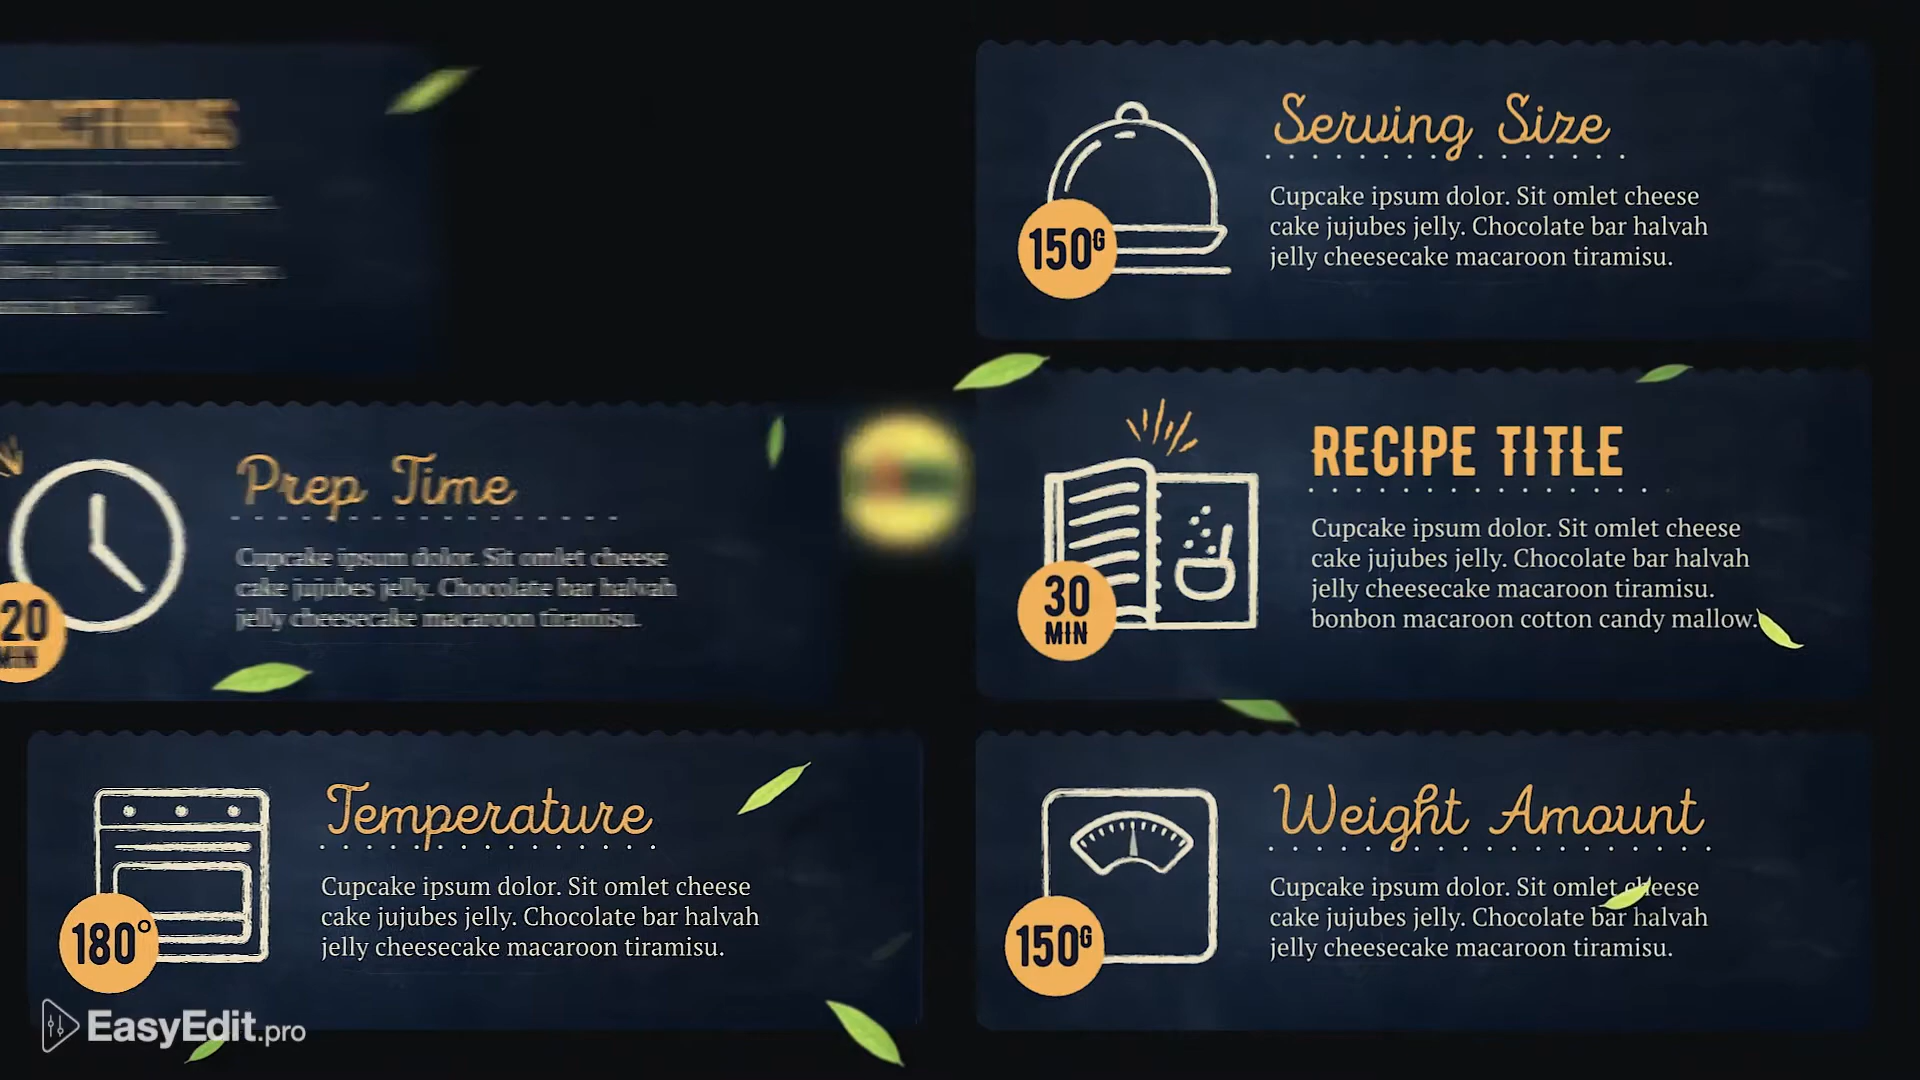 Serving Size
Cupcake ipsum dolor. Sit omlet cheese
cake jujubes jelly. Chocolate bar halvah
jelly cheesecake macaroon tiramisu.
150G
Prep Time
Cupcake ipsum dolor. Sit omlet cheese
cake jujubes jelly. Chocolate bar halvah
jelly cheesecake macaroon tiramisu.
20
MIN
RECIPE TITLE
Cupcake ipsum dolor. Sit omlet cheese
cake jujubes jelly. Chocolate bar halvah
jelly cheesecake macaroon tiramisu.
bonbon macaroon cotton candy mallow.
30
MIN
Temperature
Cupcake ipsum dolor. Sit omlet cheese
cake jujubes jelly. Chocolate bar halvah
jelly cheesecake macaroon tiramisu.
180°
Weight Amount
Cupcake ipsum dolor. Sit omlet cheese
cake jujubes jelly. Chocolate bar halvah
jelly cheesecake macaroon tiramisu.
150G
EasyEdit.pro